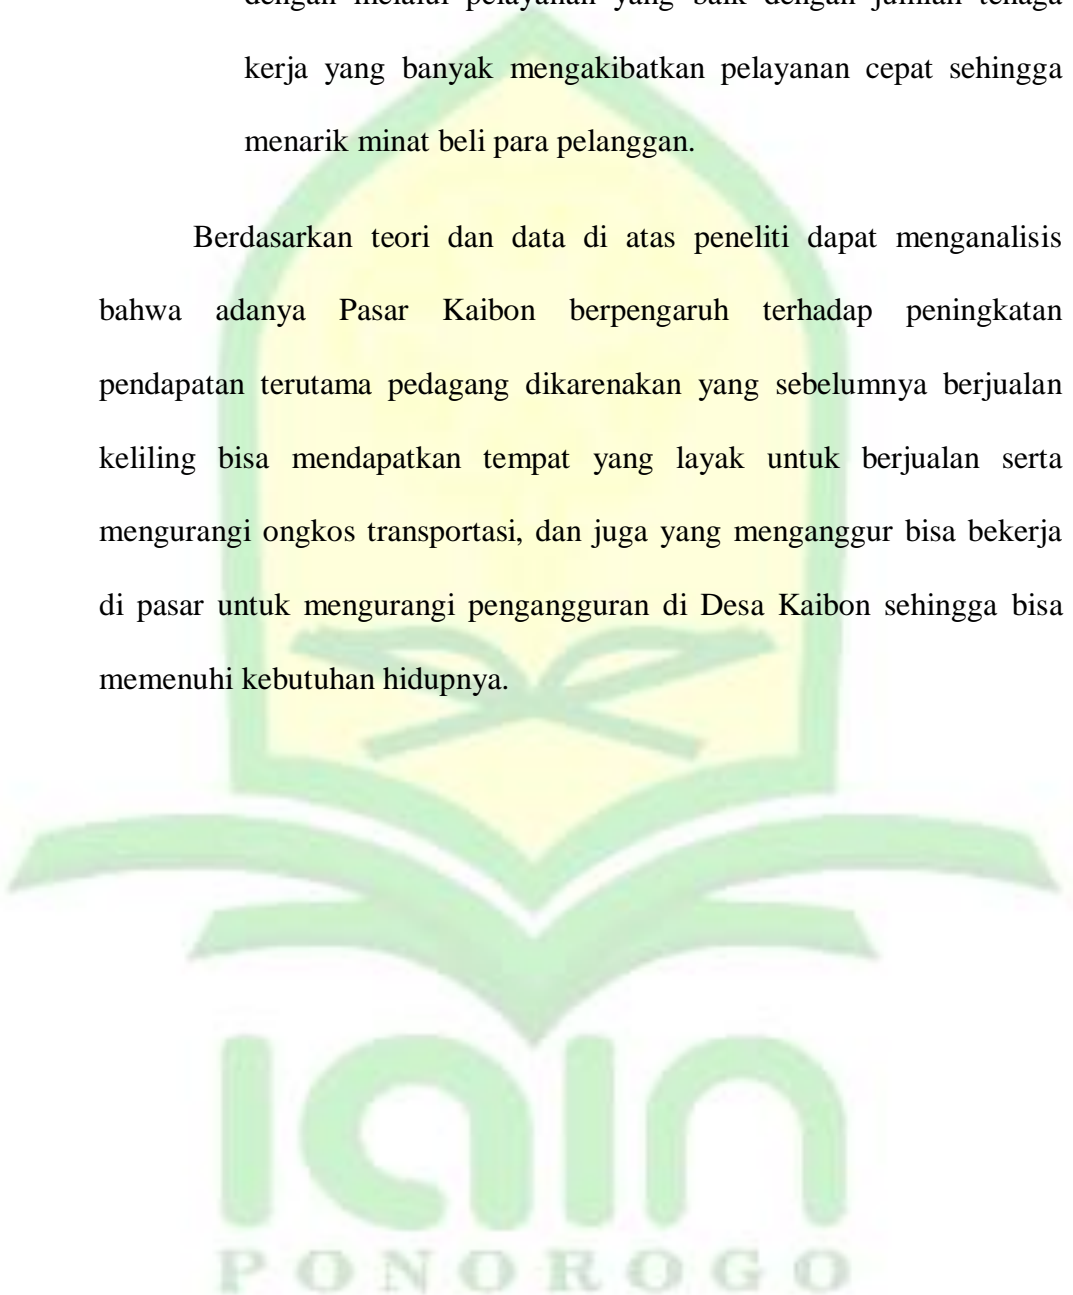 dengan melalui pelayanan yang baik dengan jumlah tenaga
kerja yang banyak mengakibatkan pelayanan cepat sehingga
menarik minat beli para pelanggan.
Berdasarkan teori dan data di atas peneliti dapat menganalisis
bahwa adanya Pasar Kaibon berpengaruh terhadap peningkatan
pendapatan terutama pedagang dikarenakan yang sebelumnya berjualan
keliling bisa mendapatkan tempat yang layak untuk berjualan serta
mengurangi ongkos transportasi, dan juga yang menganggur bisa bekerja
di pasar untuk mengurangi pengangguran di Desa Kaibon sehingga bisa
memenuhi kebutuhan hidupnya.
iain
PONOROGO